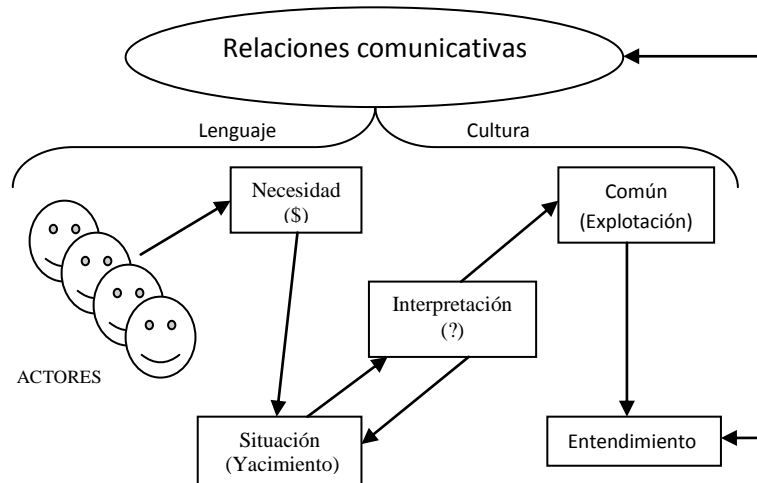 Relaciones comunicativas
Lenguaje
Cultura
Necesidad
($)
Común
(Explotación)
Interpretación
(?)
ACTORES
Situación
(Yacimiento)
Entendimiento